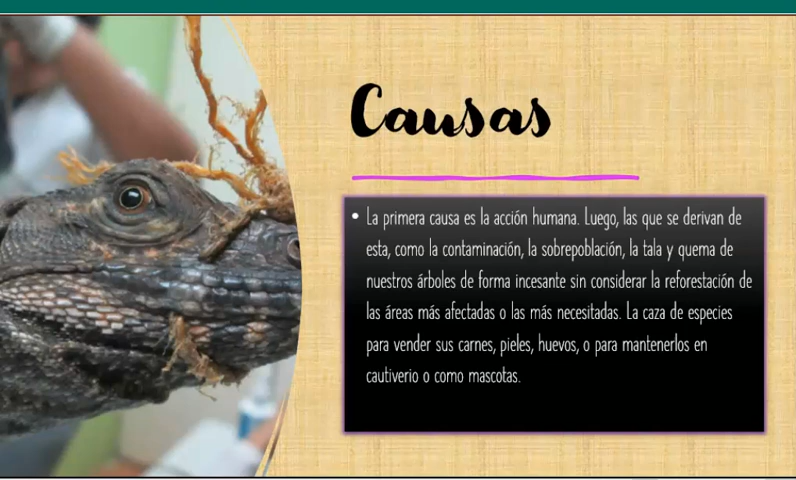 Causas
• La primera causa es la acción humana. Luego, las que se derivan de
esta, como la contaminación, la sobrepoblación, la tala y quema de
nuestros árboles de forma incesante sin considerar la reforestación de
las áreas más afectadas o las más necesitadas. La caza de especies
para vender sus carnes, pieles, huevos, o para mantenerlos en
cautiverio o como mascotas.